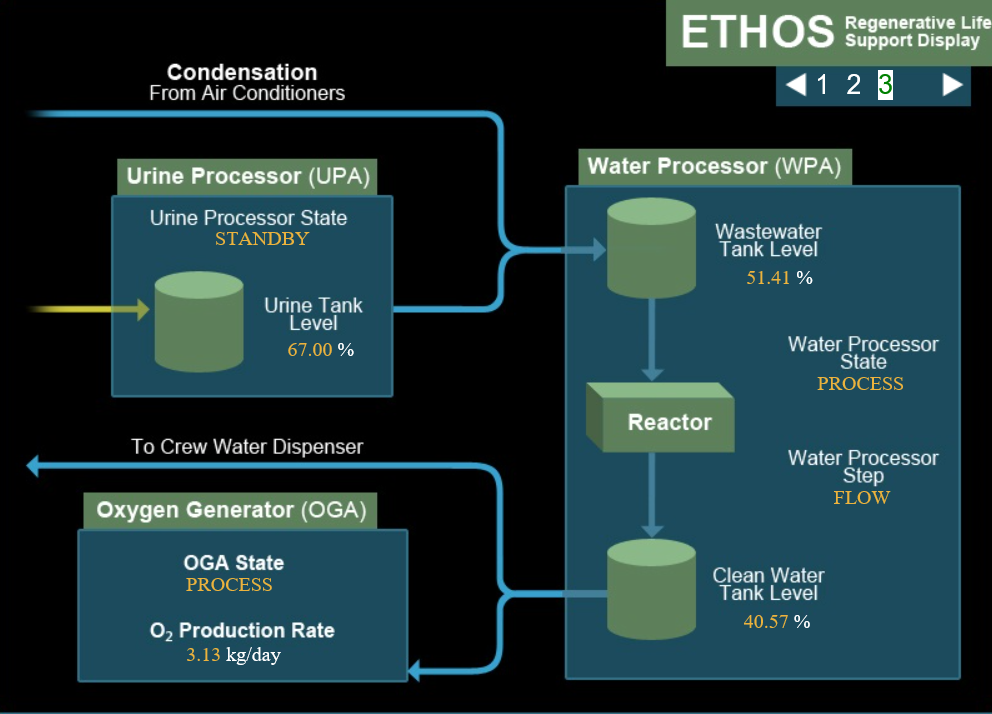 ETHOS Regenerative Life
Support Display
1 2 3
Condensation
From Air Conditioners
Urine Processor (UPA)
Urine Processor State
STANDBY
Urine Tank
Level
67.00 %
Water Processor (WPA)
Wastewater
Tank Level
51.41 %
Water Processor
State
PROCESS
Reactor
Water Processor
Step
FLOW
Clean Water
Tank Level
40.57 %
To Crew Water Dispenser
Oxygen Generator (OGA)
OGA State
PROCESS
O₂ Production Rate
3.13 kg/day